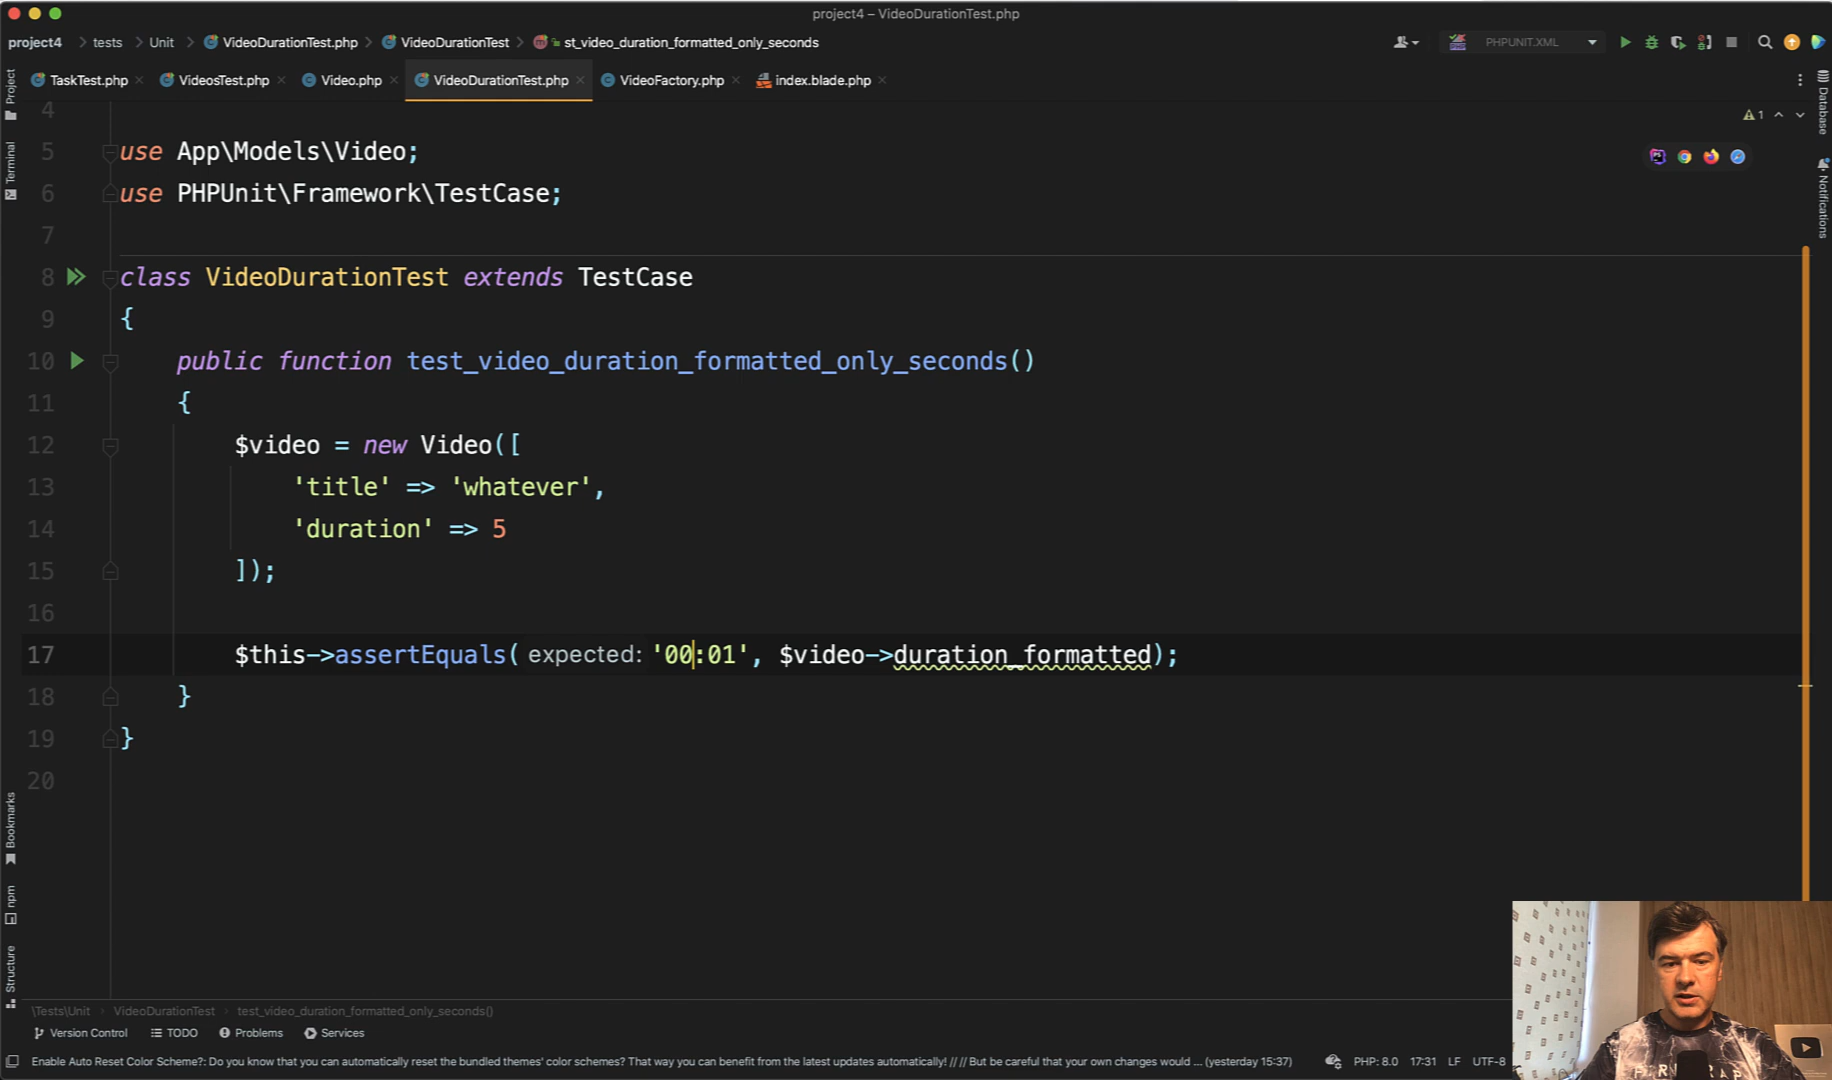 project4 – VideoDurationTest.php
project4 tests Unit VideoDurationTest.php VideoDurationTest st_video_duration_formatted_only_seconds PHPUNIT.XML
TaskTest.php VideosTest.php Video.php VideoDurationTest.php VideoFactory.php index.blade.php
Project
Terminal
Bookmarks
npm
Structure
Database
Notifications
1
4
5 use App\Models\Video;
6 use PHPUnit\Framework\TestCase;
7
8 class VideoDurationTest extends TestCase
9 {
10 public function test_video_duration_formatted_only_seconds()
11 {
12 $video = new Video([
13 'title' => 'whatever',
14 'duration' => 5
15 ]);
16
17 $this->assertEquals( expected: '00:01', $video->duration_formatted);
18 }
19 }
20
\Tests\Unit VideoDurationTest test_video_duration_formatted_only_seconds()
Version Control TODO Problems Services
Enable Auto Reset Color Scheme?: Do you know that you can automatically reset the bundled themes' color schemes? That way you can benefit from the latest updates automatically! // // But be careful that your own changes would ... (yesterday 15:37) PHP: 8.0 17:31 LF UTF-8